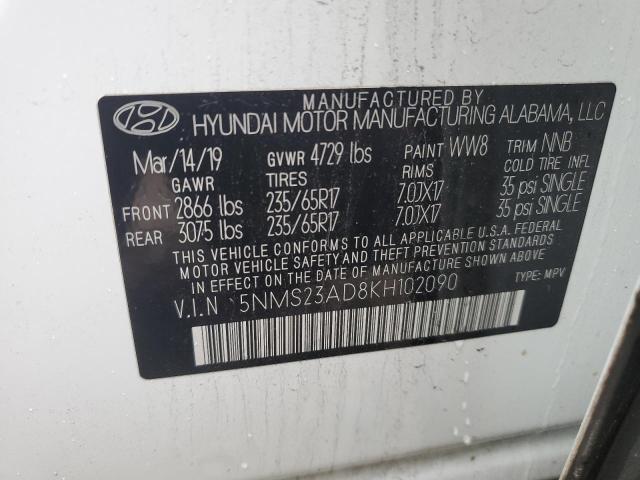 MANUFACTURED BY
HYUNDAI MOTOR MANUFACTURING ALABAMA, LLC
Mar/14/19 GVWR 4729 lbs PAINT WW8 TRIM NNB
GAWR TIRES RIMS COLD TIRE INFL
FRONT 2866 lbs 235/65R17 7.0JX17 35 psi SINGLE
REAR 3075 lbs 235/65R17 7.0JX17 35 psi SINGLE
THIS VEHICLE CONFORMS TO ALL APPLICABLE U.S.A. FEDERAL
MOTOR VEHICLE SAFETY AND THEFT PREVENTION STANDARDS
IN EFFECT ON THE DATE OF MANUFACTURE SHOWN ABOVE.
V.I.N 5NMS23AD8KH102090 TYPE: MPV